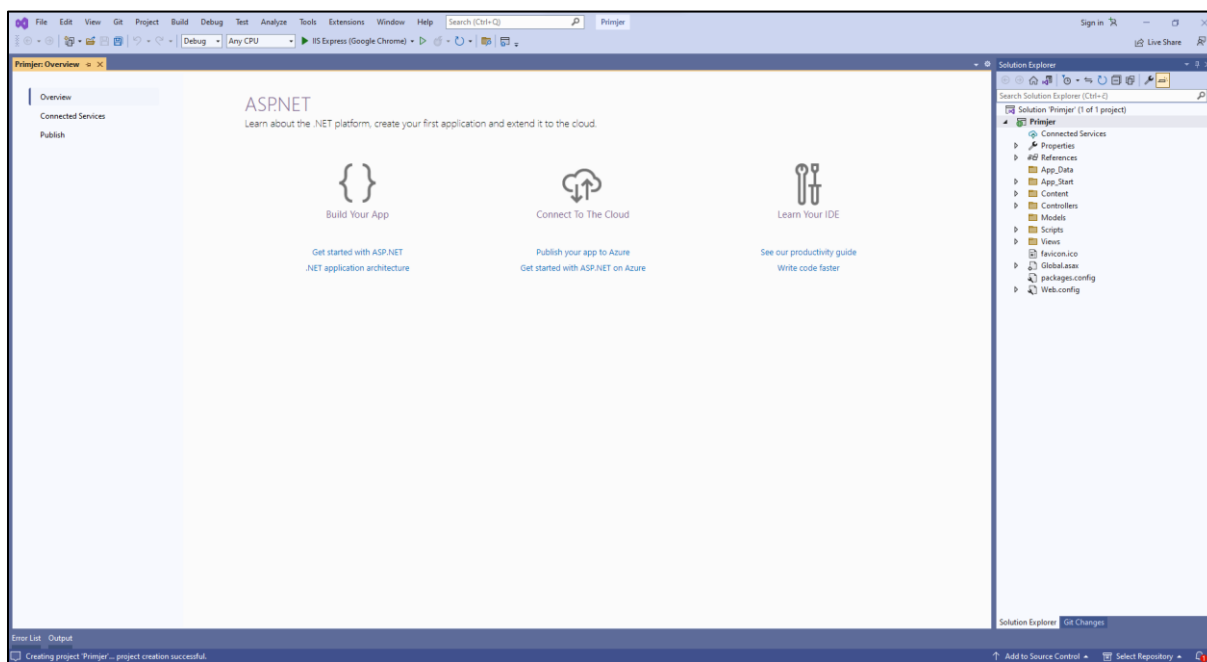 File Edit View Git Project Build Debug Test Analyze Tools Extensions Window Help Search (Ctrl+Q) Primjer Sign in
Debug Any CPU IIS Express (Google Chrome) Live Share
Primjer: Overview
Overview
Connected Services
Publish
ASP.NET
Learn about the .NET platform, create your first application and extend it to the cloud.
Build Your App
Get started with ASP.NET
.NET application architecture
Connect To The Cloud
Publish your app to Azure
Get started with ASP.NET on Azure
Learn Your IDE
See our productivity guide
Write code faster
Solution Explorer
Search Solution Explorer (Ctrl+č)
Solution 'Primjer' (1 of 1 project)
Primjer
Connected Services
Properties
References
App_Data
App_Start
Content
Controllers
Models
Scripts
Views
favicon.ico
Global.asax
packages.config
Web.config
Solution Explorer Git Changes
Error List Output
Creating project 'Primjer'... project creation successful. Add to Source Control Select Repository 1